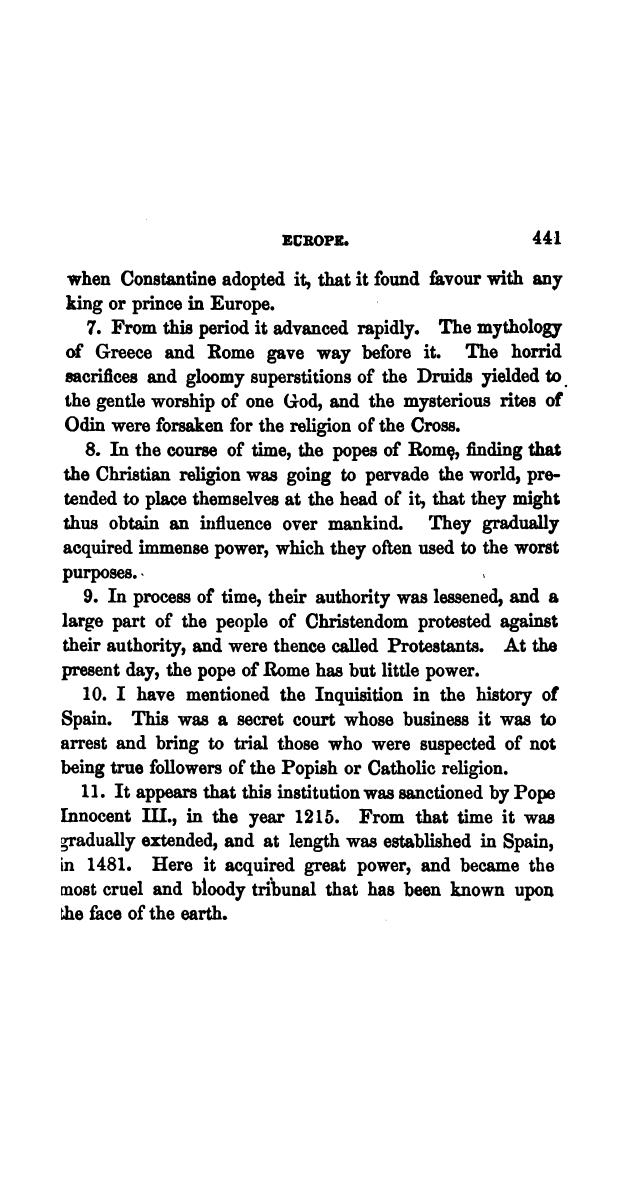 EUROPE. 441
when Constantine adopted it, that it found favour with any
king or prince in Europe.
7. From this period it advanced rapidly. The mythology
of Greece and Rome gave way before it. The horrid
sacrifices and gloomy superstitions of the Druids yielded to
the gentle worship of one God, and the mysterious rites of
Odin were forsaken for the religion of the Cross.
8. In the course of time, the popes of Rome, finding that
the Christian religion was going to pervade the world, pre-
tended to place themselves at the head of it, that they might
thus obtain an influence over mankind. They gradually
acquired immense power, which they often used to the worst
purposes.
9. In process of time, their authority was lessened, and a
large part of the people of Christendom protested against
their authority, and were thence called Protestants. At the
present day, the pope of Rome has but little power.
10. I have mentioned the Inquisition in the history of
Spain. This was a secret court whose business it was to
arrest and bring to trial those who were suspected of not
being true followers of the Popish or Catholic religion.
11. It appears that this institution was sanctioned by Pope
Innocent III., in the year 1215. From that time it was
gradually extended, and at length was established in Spain,
in 1481. Here it acquired great power, and became the
most cruel and bloody tribunal that has been known upon
the face of the earth.